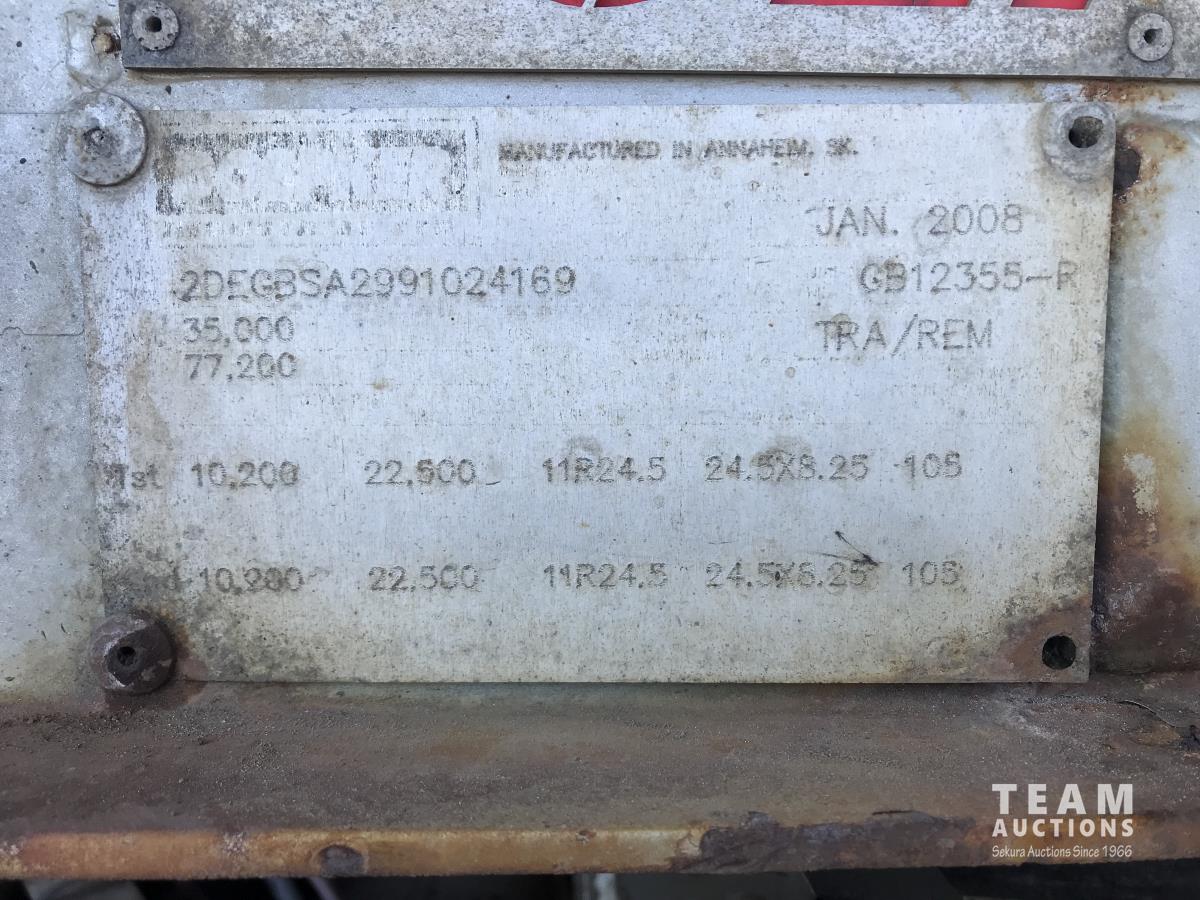 MANUFACTURED IN ANNAHEIM, SK.
JAN. 2008
2DEGBSA2991024169 GB12355-R
35,000 TRA/REM
77,200
1st 10,200 22,500 11R24.5 24.5X8.25 105
10,200 22,500 11R24.5 24.5X8.25 105
TEAM
AUCTIONS
Sekura Auctions Since 1966